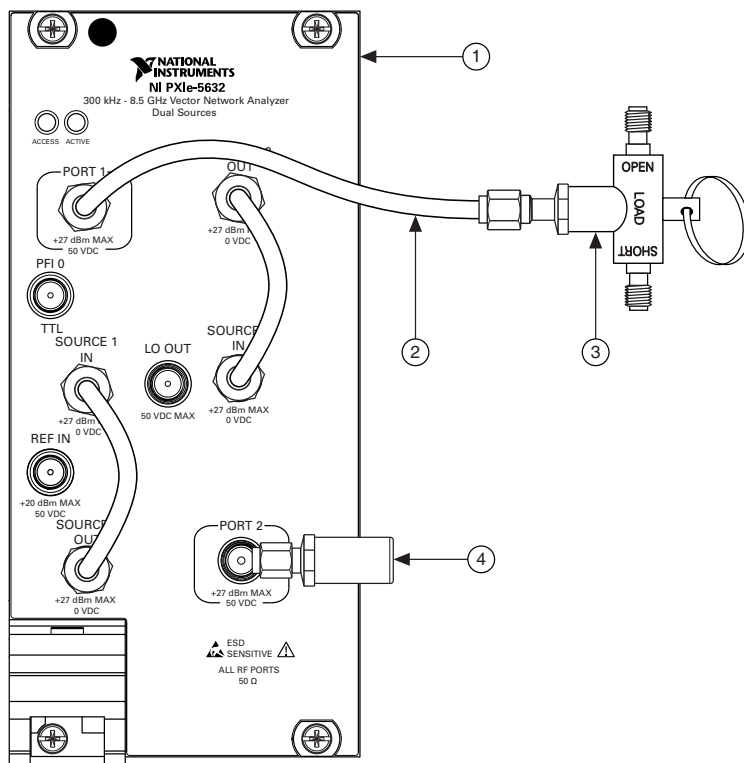 NATIONAL
INSTRUMENTS
NI PXIe-5632
300 kHz - 8.5 GHz Vector Network Analyzer
Dual Sources
ACCESS ACTIVE
PORT 1
+27 dBm MAX
50 VDC
OUT
+27 dBm
0 VDC
PFI 0
TTL
SOURCE 1
IN
+27 dBm
0 VDC
LO OUT
50 VDC MAX
SOURCE
IN
+27 dBm MAX
0 VDC
REF IN
+20 dBm MAX
50 VDC
SOURCE
OUT
+27 dBm MAX
0 VDC
PORT 2
+27 dBm MAX
50 VDC
ESD
SENSITIVE
ALL RF PORTS
50 Ω
OPEN
LOAD
SHORT
1
2
3
4